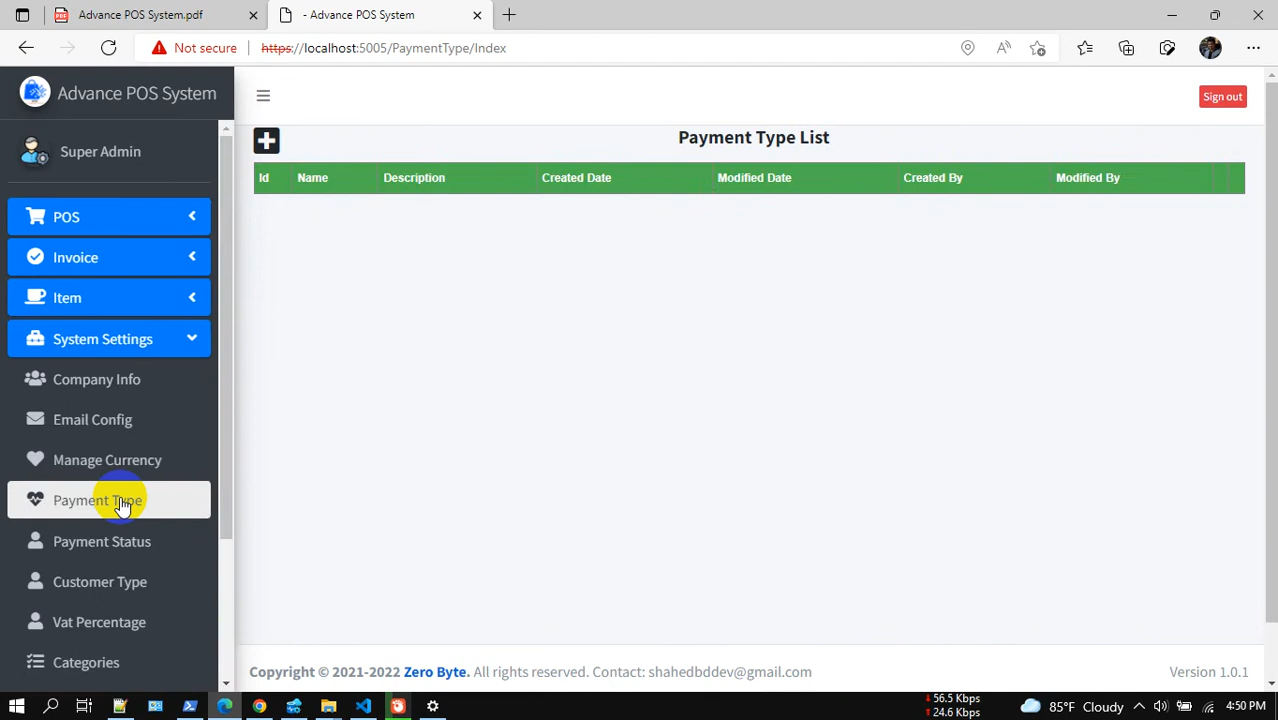 Advance POS System.pdf
- Advance POS System
Not secure
https://localhost:5005/PaymentType/Index
Advance POS System
Sign out
Super Admin
Payment Type List
Id Name Description Created Date Modified Date Created By Modified By
POS
Invoice
Item
System Settings
Company Info
Email Config
Manage Currency
Payment Type
Payment Status
Customer Type
Vat Percentage
Categories
Copyright © 2021-2022 Zero Byte. All rights reserved. Contact: shahedbddev@gmail.com
Version 1.0.1
56.5 Kbps
24.6 Kbps
85°F Cloudy
4:50 PM